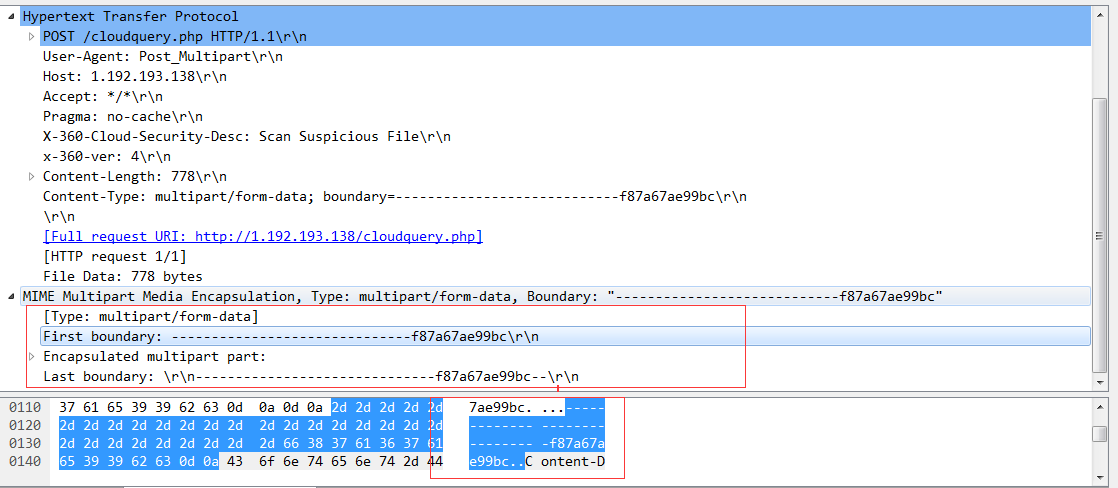 Hypertext Transfer Protocol
POST /cloudquery.php HTTP/1.1\r\n
User-Agent: Post_Multipart\r\n
Host: 1.192.193.138\r\n
Accept: */*\r\n
Pragma: no-cache\r\n
X-360-Cloud-Security-Desc: Scan Suspicious File\r\n
x-360-ver: 4\r\n
Content-Length: 778\r\n
Content-Type: multipart/form-data; boundary=----------------------------f87a67ae99bc\r\n
\r\n
[Full request URI: http://1.192.193.138/cloudquery.php]
[HTTP request 1/1]
File Data: 778 bytes
MIME Multipart Media Encapsulation, Type: multipart/form-data, Boundary: "----------------------------f87a67ae99bc"
[Type: multipart/form-data]
First boundary: ------------------------------f87a67ae99bc\r\n
Encapsulated multipart part:
Last boundary: \r\n------------------------------f87a67ae99bc--\r\n
0110 37 61 65 39 39 62 63 0d 0a 0d 0a 2d 2d 2d 2d 2d 7ae99bc. ...-----
0120 2d 2d 2d 2d 2d 2d 2d 2d 2d 2d 2d 2d 2d 2d 2d 2d -------- --------
0130 2d 2d 2d 2d 2d 2d 2d 2d 2d 66 38 37 61 36 37 61 -------- -f87a67a
0140 65 39 39 62 63 0d 0a 43 6f 6e 74 65 6e 74 2d 44 e99bc..C ontent-D